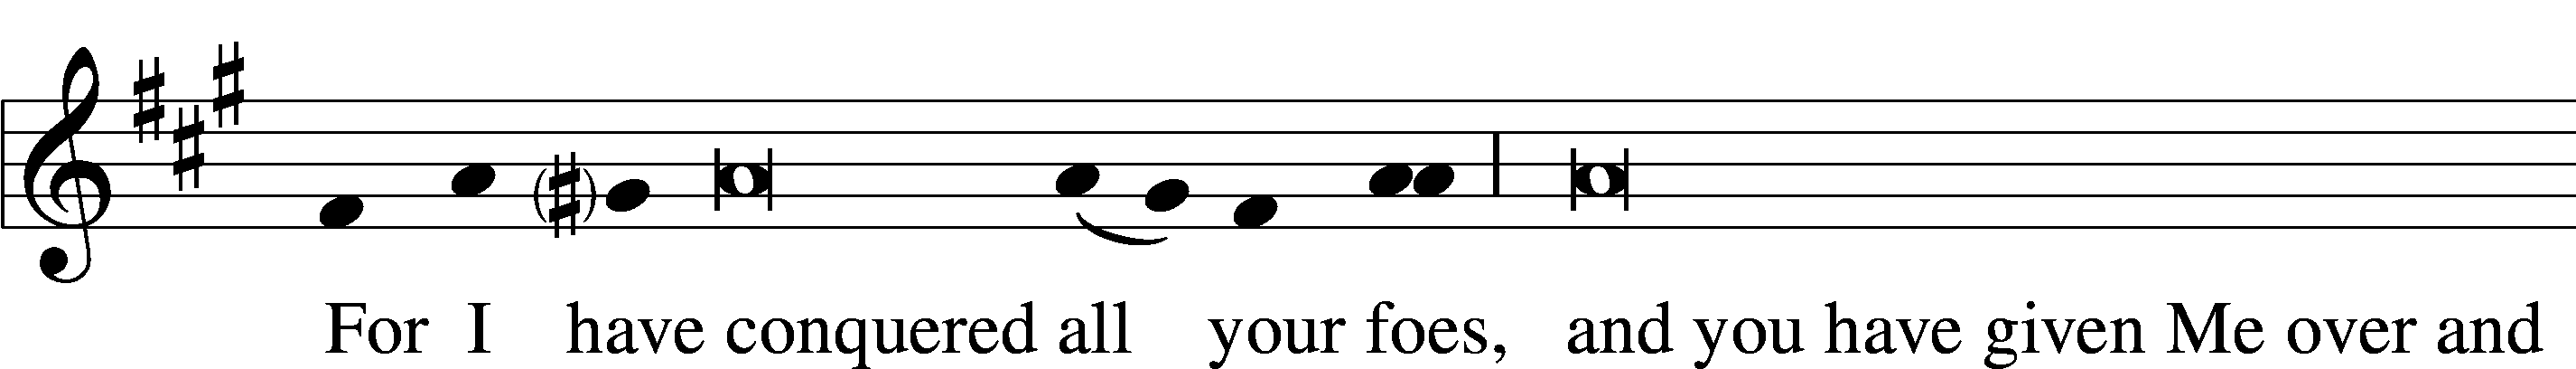 For I have conquered all your foes, and you have given Me over and